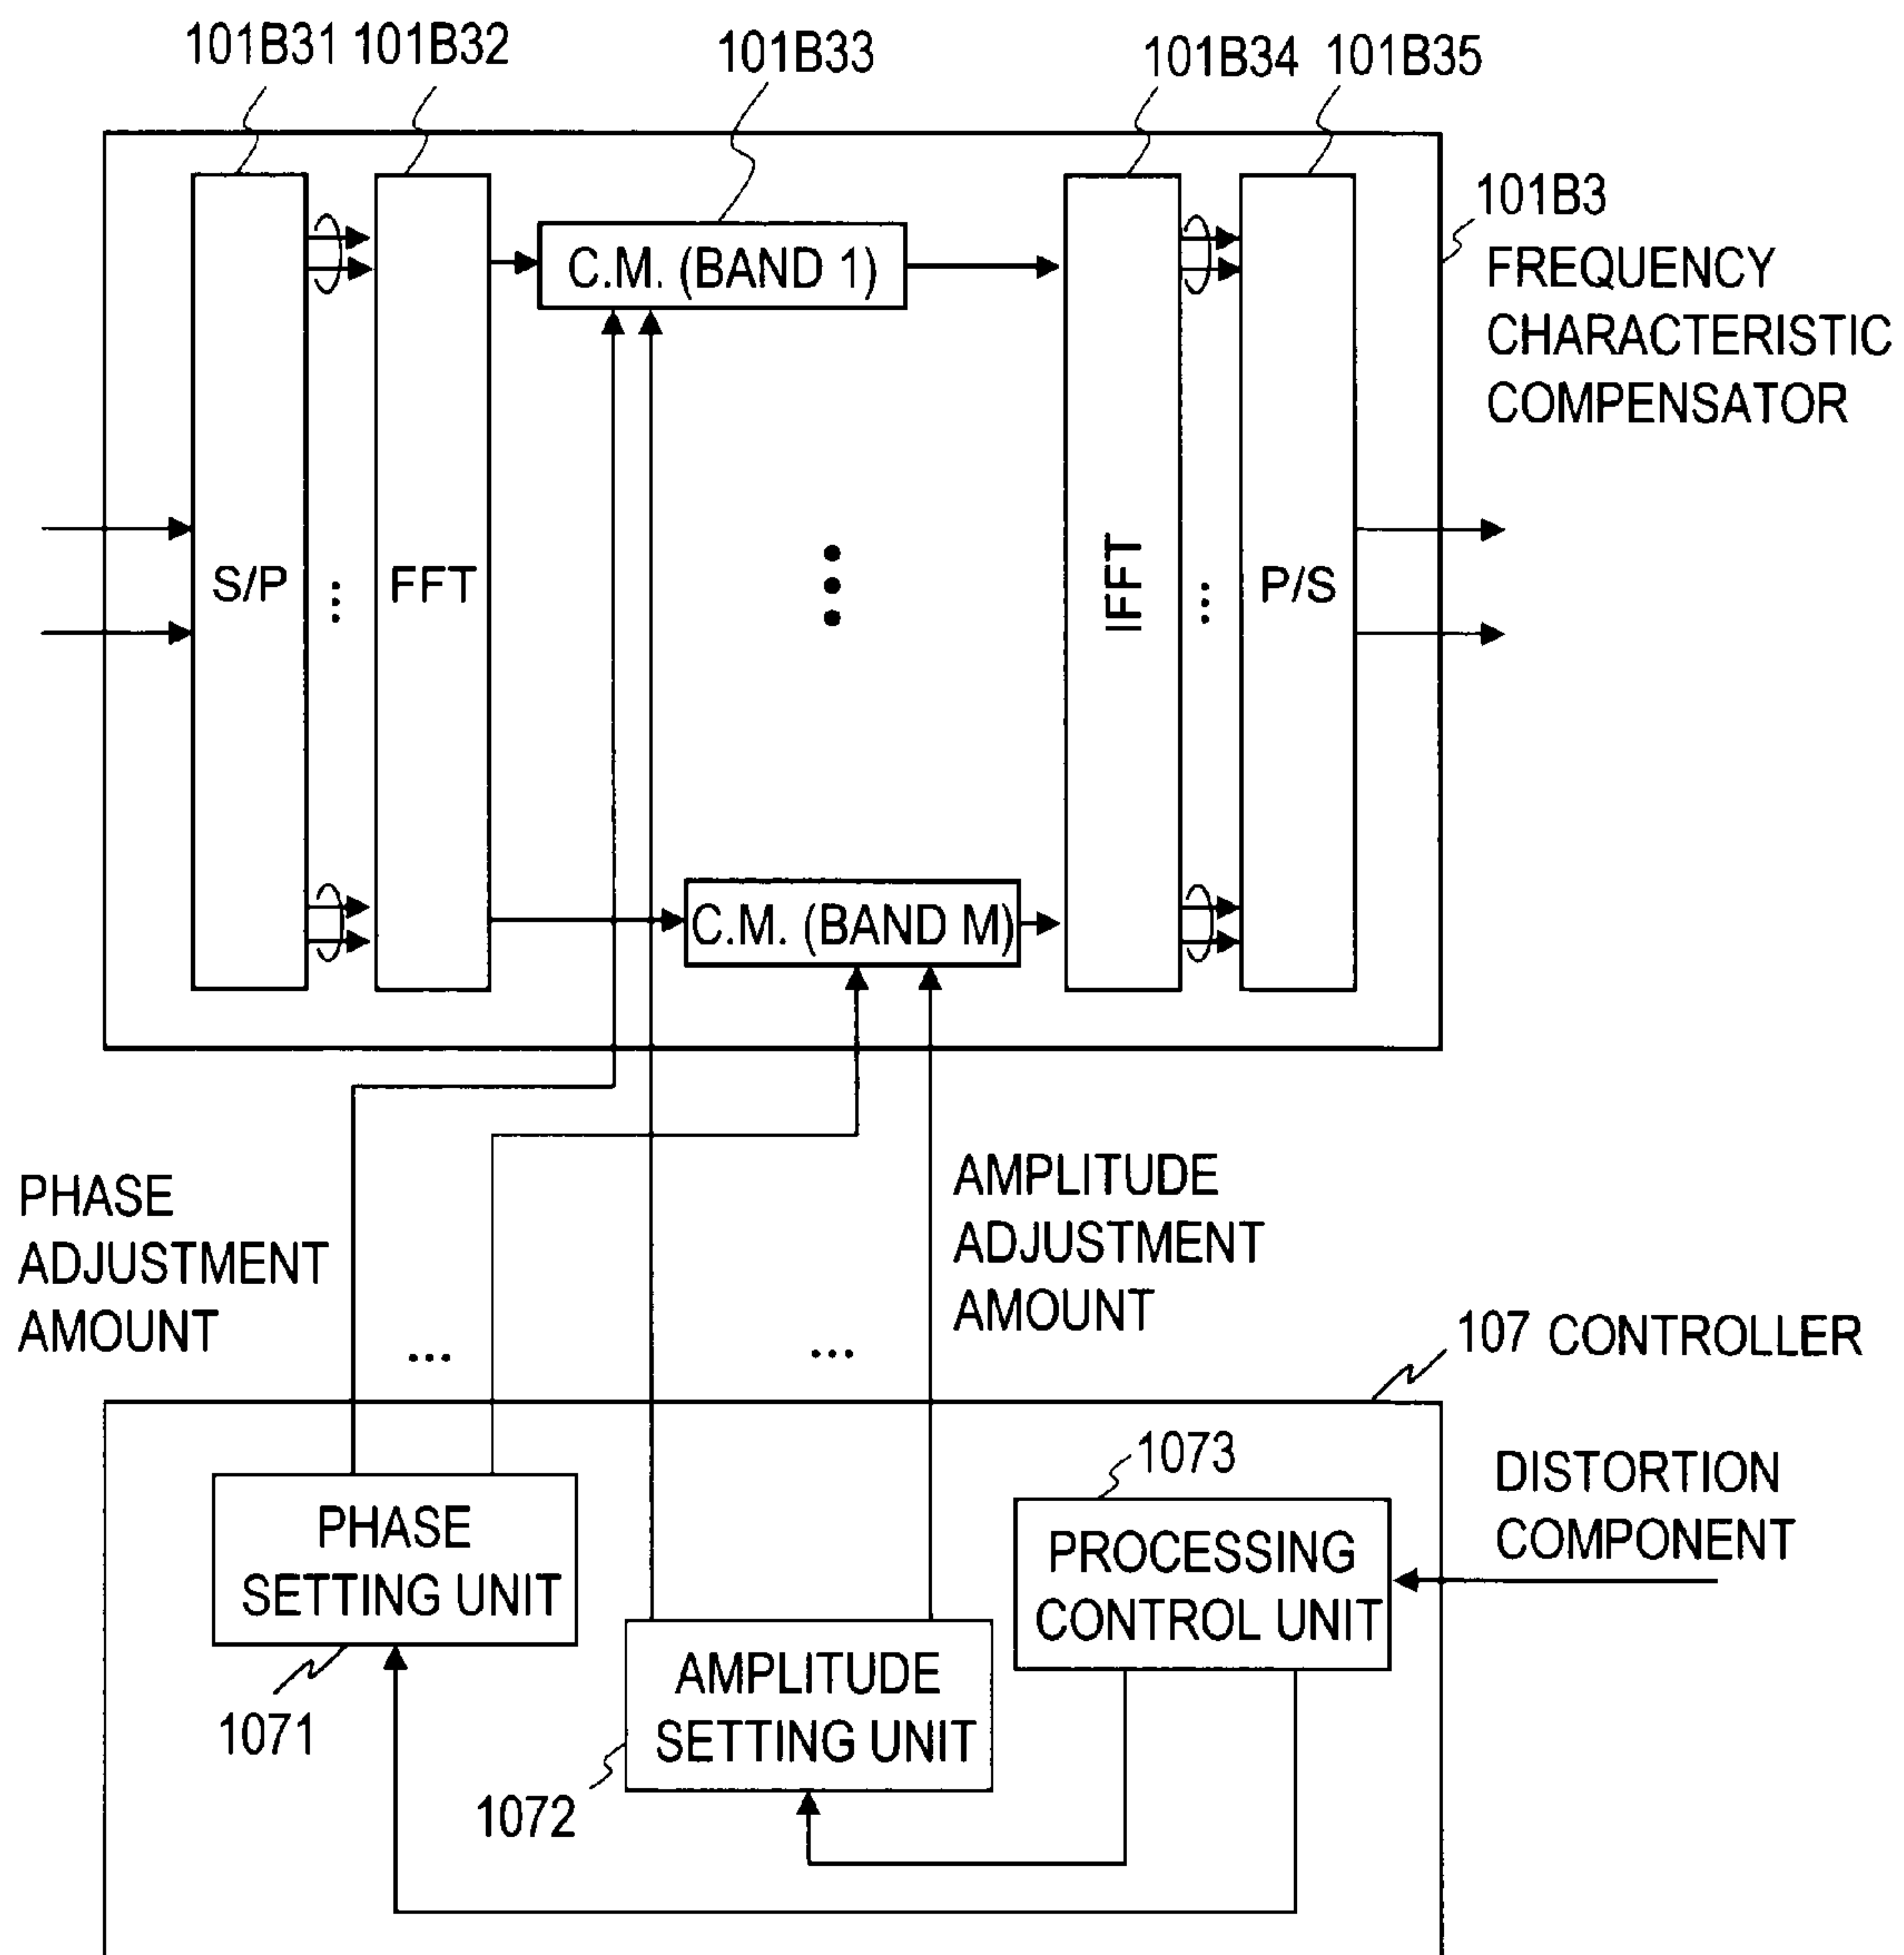 101B31 101B32 101B33 101B34 101B35
101B3
FREQUENCY
CHARACTERISTIC
COMPENSATOR
C.M. (BAND 1)
S/P
FFT
IFFT
P/S
C.M. (BAND M)
PHASE
ADJUSTMENT
AMOUNT
AMPLITUDE
ADJUSTMENT
AMOUNT
107 CONTROLLER
1073
DISTORTION
COMPONENT
PHASE
SETTING UNIT
PROCESSING
CONTROL UNIT
AMPLITUDE
SETTING UNIT
1071
1072